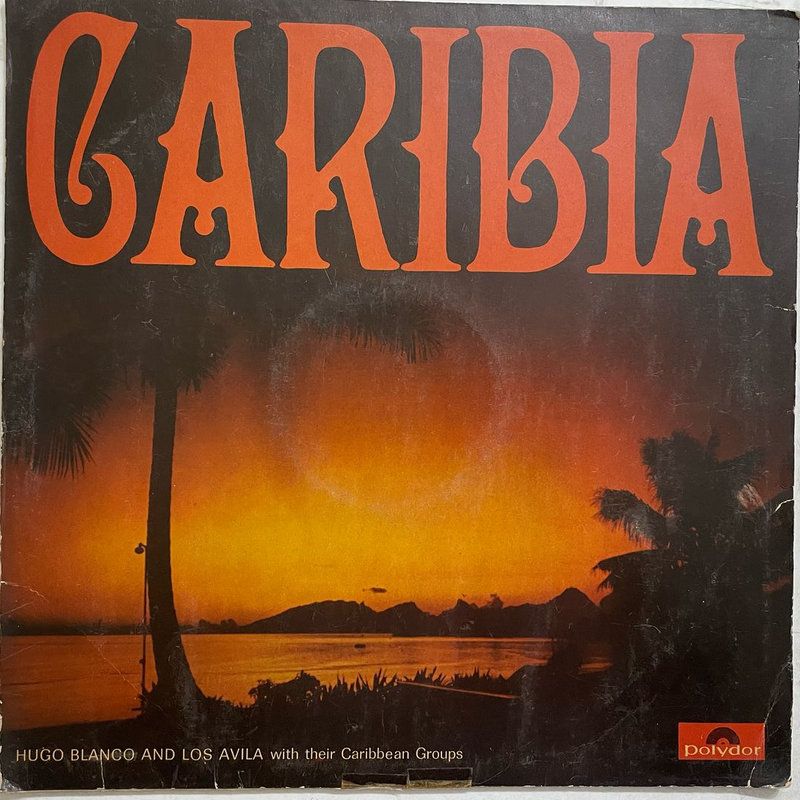 CARIBIA
HUGO BLANCO AND LOS AVILA with their Caribbean Groups
polydor